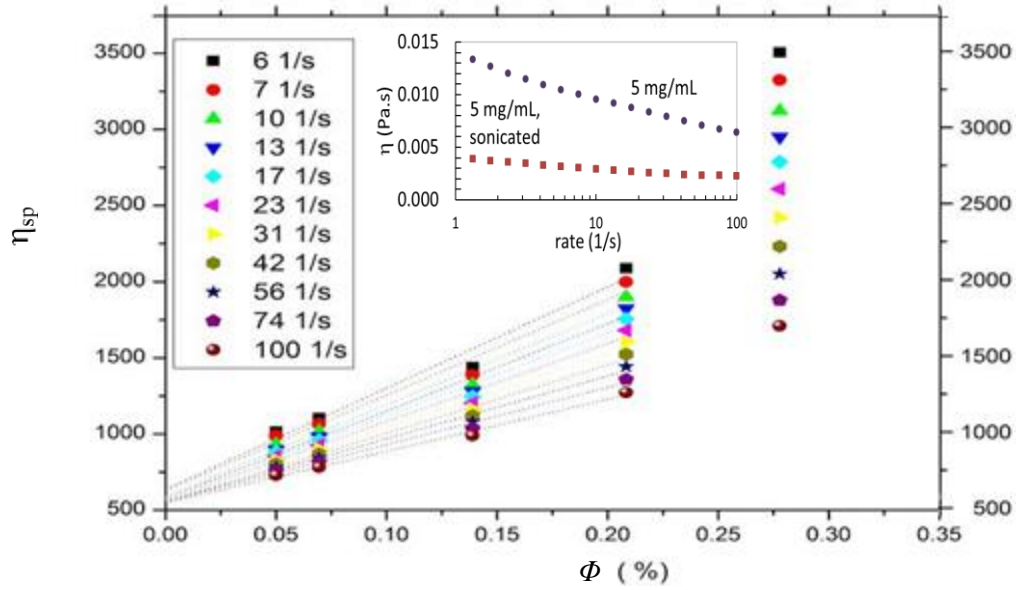 3500
3000
2500
2000
1500
1000
500
ηsp
6 1/s
7 1/s
10 1/s
13 1/s
17 1/s
23 1/s
31 1/s
42 1/s
56 1/s
74 1/s
100 1/s
0.015
0.010
0.005
0.000
η (Pa.s)
5 mg/mL
5 mg/mL,
sonicated
1 10 100
rate (1/s)
3500
3000
2500
2000
1500
1000
500
0.00 0.05 0.10 0.15 0.20 0.25 0.30 0.35
Φ ( %)